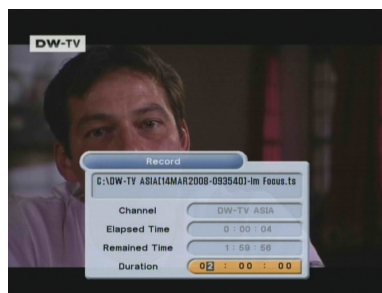 DW-TV
Record
C:\DW-TV ASIA[14MAR2008-093540]-Im Focus.ts
Channel DW-TV ASIA
Elapsed Time 0 : 00 : 04
Remained Time 1 : 59 : 56
Duration 02 : 00 : 00